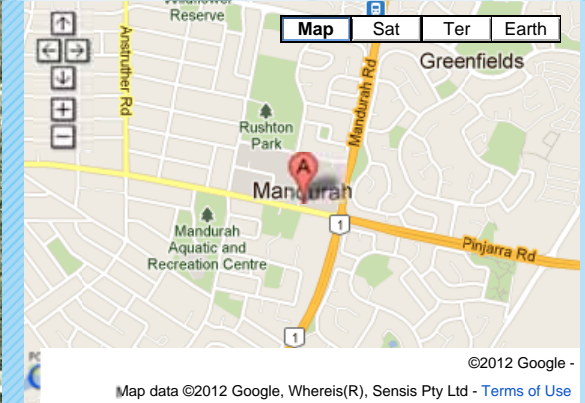 Reserve
Map Sat Ter Earth
Anstruther Rd
Greenfields
Mandurah Rd
Rushton
Park
A
Mandurah
1
Mandurah
Aquatic and
Recreation Centre
Pinjarra Rd
1
©2012 Google -
Map data ©2012 Google, Whereis(R), Sensis Pty Ltd - Terms of Use